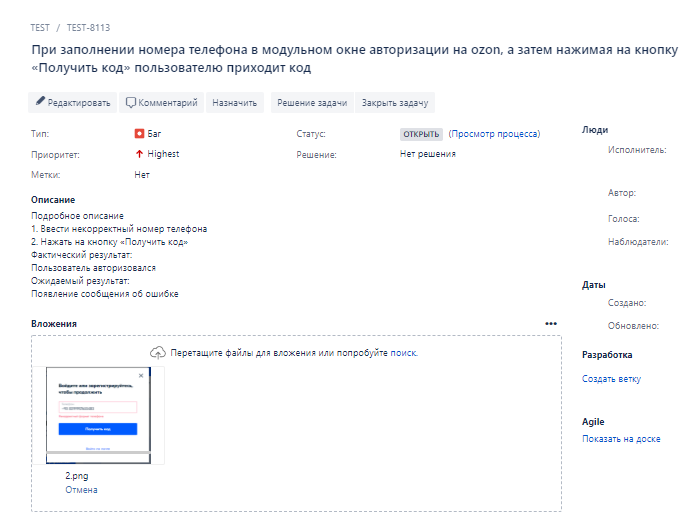 TEST / TEST-8113
При заполнении номера телефона в модульном окне авторизации на ozon, а затем нажимая на кнопку
«Получить код» пользователю приходит код
Редактировать Комментарий Назначить Решение задачи Закрыть задачу
Тип: Баг Статус: ОТКРЫТЬ (Просмотр процесса)
Приоритет: Highest Решение: Нет решения
Метки: Нет
Люди
Исполнитель:
Автор:
Голоса:
Наблюдатели:
Описание
Подробное описание
1. Ввести некорректный номер телефона
2. Нажать на кнопку «Получить код»
Фактический результат:
Пользователь авторизовался
Ожидаемый результат:
Появление сообщения об ошибке
Даты
Создано:
Обновлено:
Вложения
Перетащите файлы для вложения или попробуйте поиск.
Войдите или зарегистрируйтесь,
чтобы продолжить
Получить код
2.png
Отмена
Разработка
Создать ветку
Agile
Показать на доске